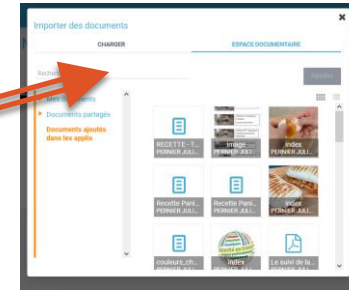 Importer des documents
CHARGER
ESPACE DOCUMENTAIRE
Ajouter
Documents partagés
Documents ajoutés
dans les applis
RECETTE - T...
PERNIER JULI...
image
PERNIER JULI...
index
PERNIER JULI...
Recette Pani...
PERNIER JULI...
Recette Pani...
PERNIER JULI...
index
PERNIER JULI...
couleurs_ch...
index
Le suivi de la...